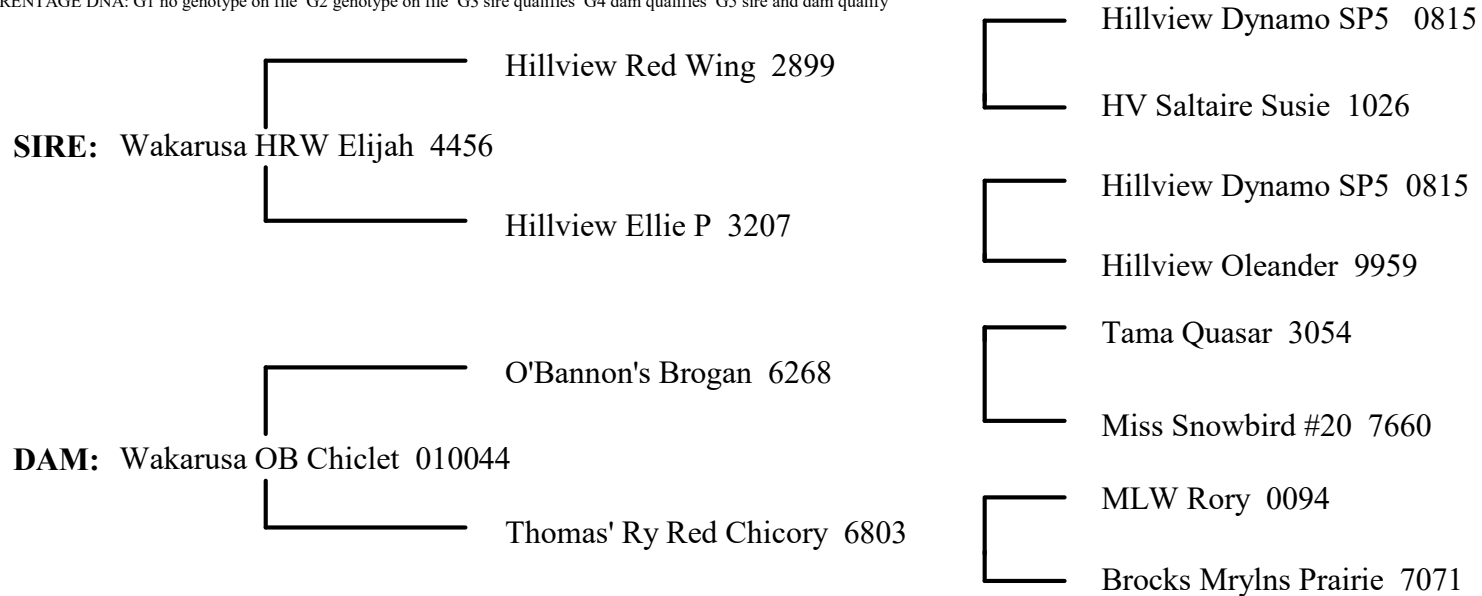 PARENTAGE DNA: G1 no genotype on file G2 genotype on file G3 sire qualifies G4 dam qualifies G5 sire and dam qualify
Hillview Dynamo SP5 0815
Hillview Red Wing 2899
HV Saltaire Susie 1026
SIRE: Wakarusa HRW Elijah 4456
Hillview Dynamo SP5 0815
Hillview Ellie P 3207
Hillview Oleander 9959
Tama Quasar 3054
O'Bannon's Brogan 6268
Miss Snowbird #20 7660
DAM: Wakarusa OB Chiclet 010044
MLW Rory 0094
Thomas' Ry Red Chicory 6803
Brocks Mrylns Prairie 7071